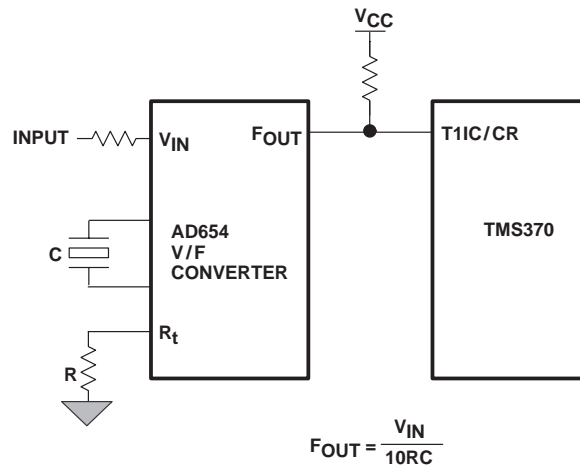 VCC
INPUT
VIN
FOUT
T1IC/CR
AD654
V/F
CONVERTER
TMS370
C
Rt
R
FOUT = VIN
10RC